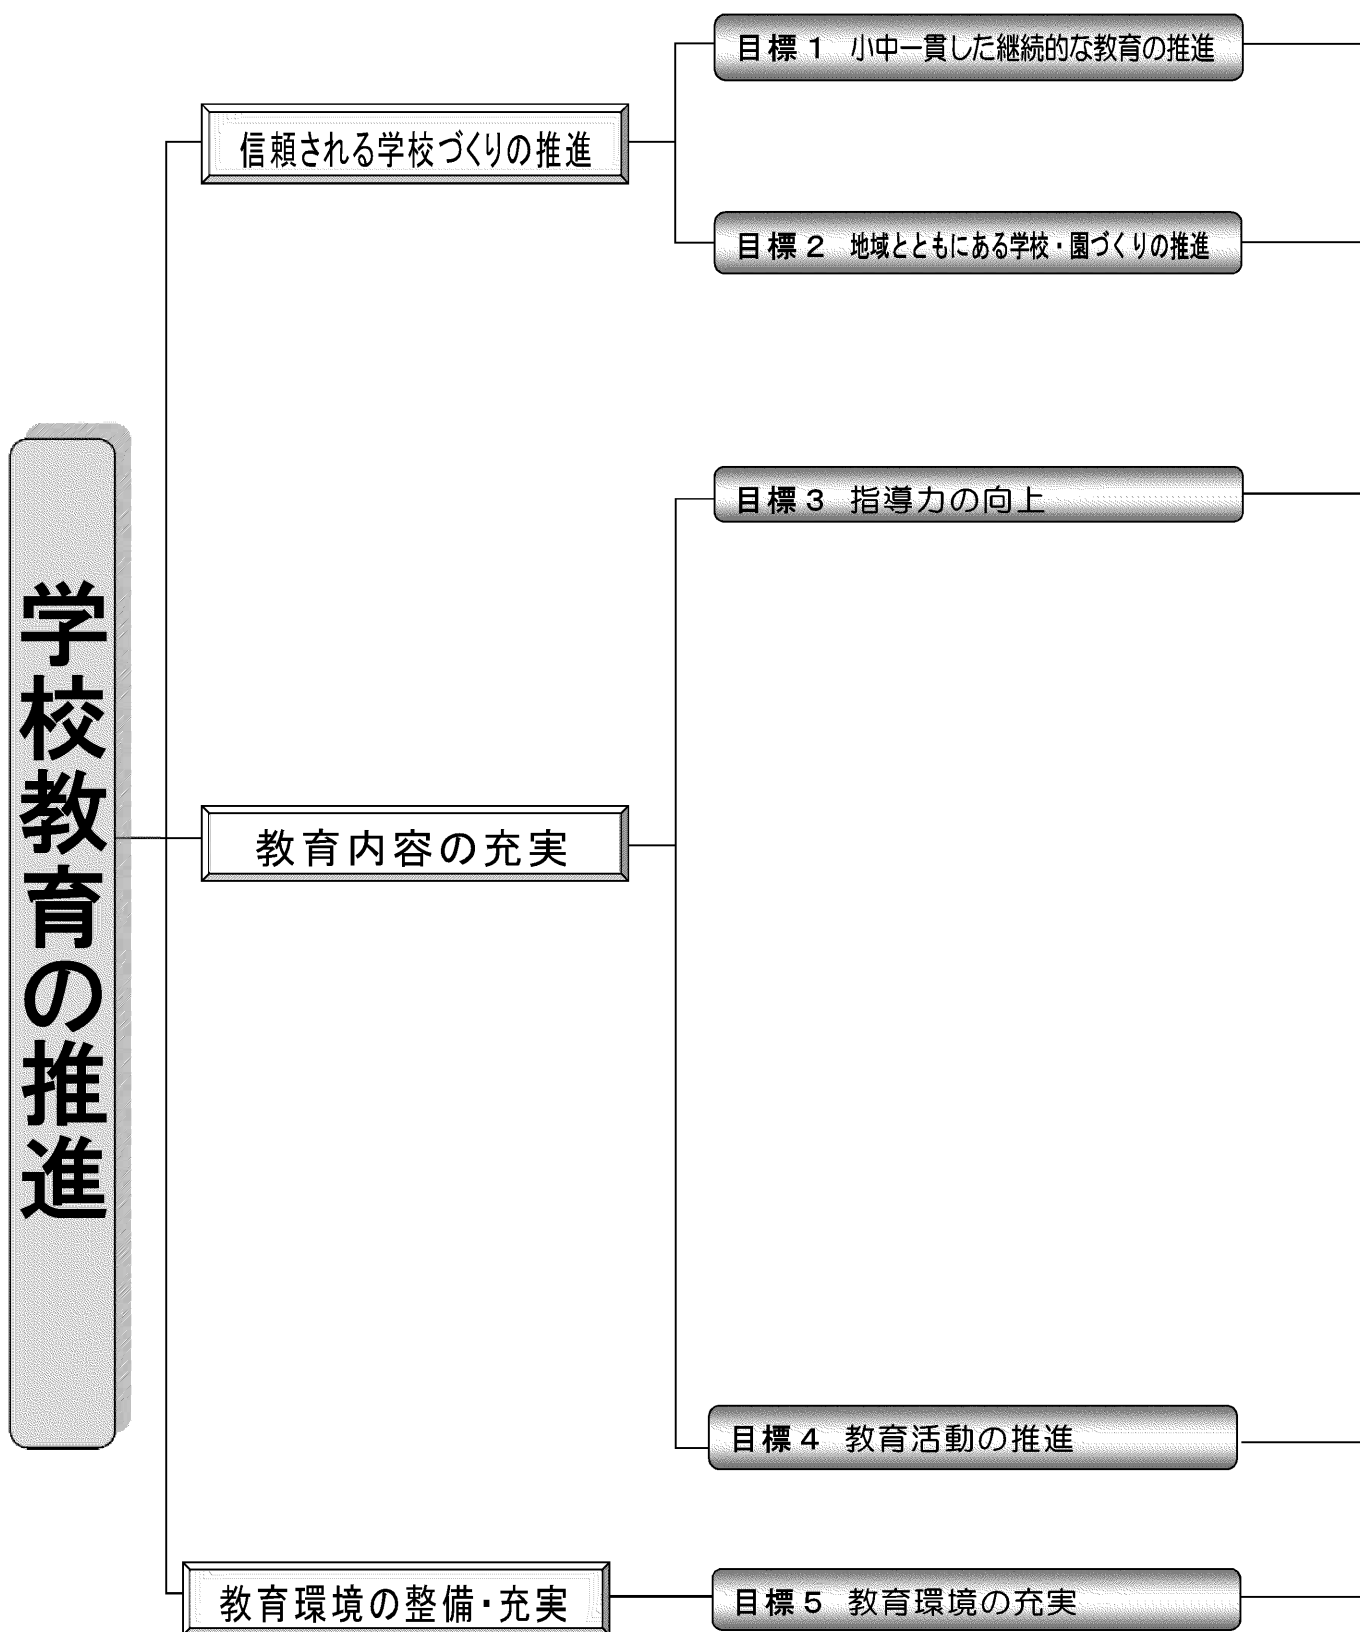 学校教育の推進
信頼される学校づくりの推進
目標１ 小中一貫した継続的な教育の推進
目標２ 地域とともにある学校・園づくりの推進
教育内容の充実
目標３ 指導力の向上
目標４ 教育活動の推進
教育環境の整備・充実
目標５ 教育環境の充実